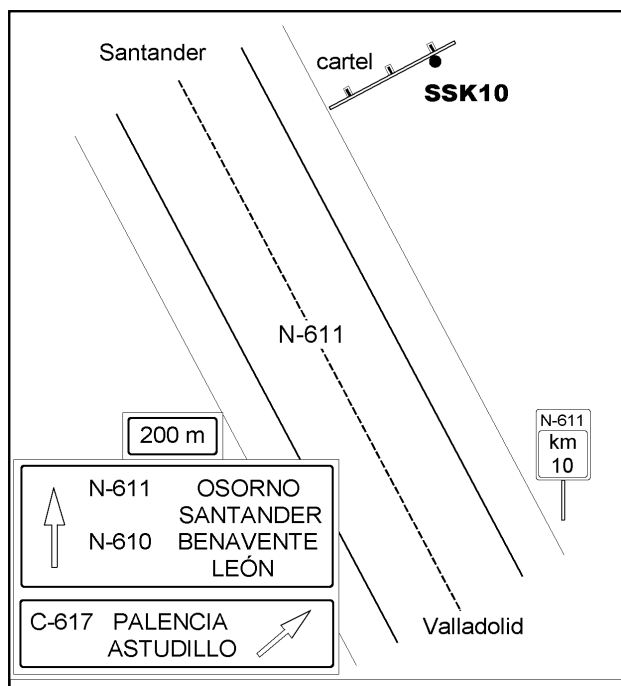 Santander
cartel
SSK10
N-611
N-611
km
10
200 m
N-611 OSORNO
SANTANDER
N-610 BENAVENTE
LEÓN
C-617 PALENCIA
ASTUDILLO
Valladolid